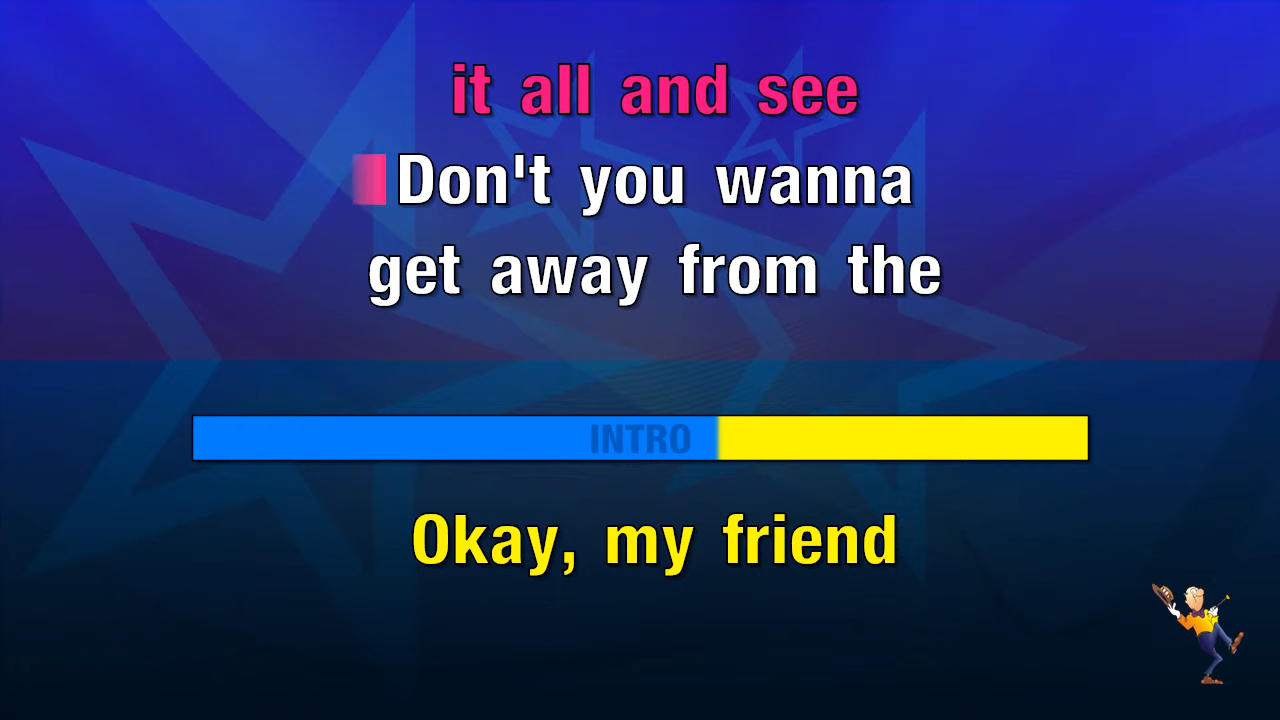 it all and see
Don't you wanna
get away from the
INTRO
Okay, my friend